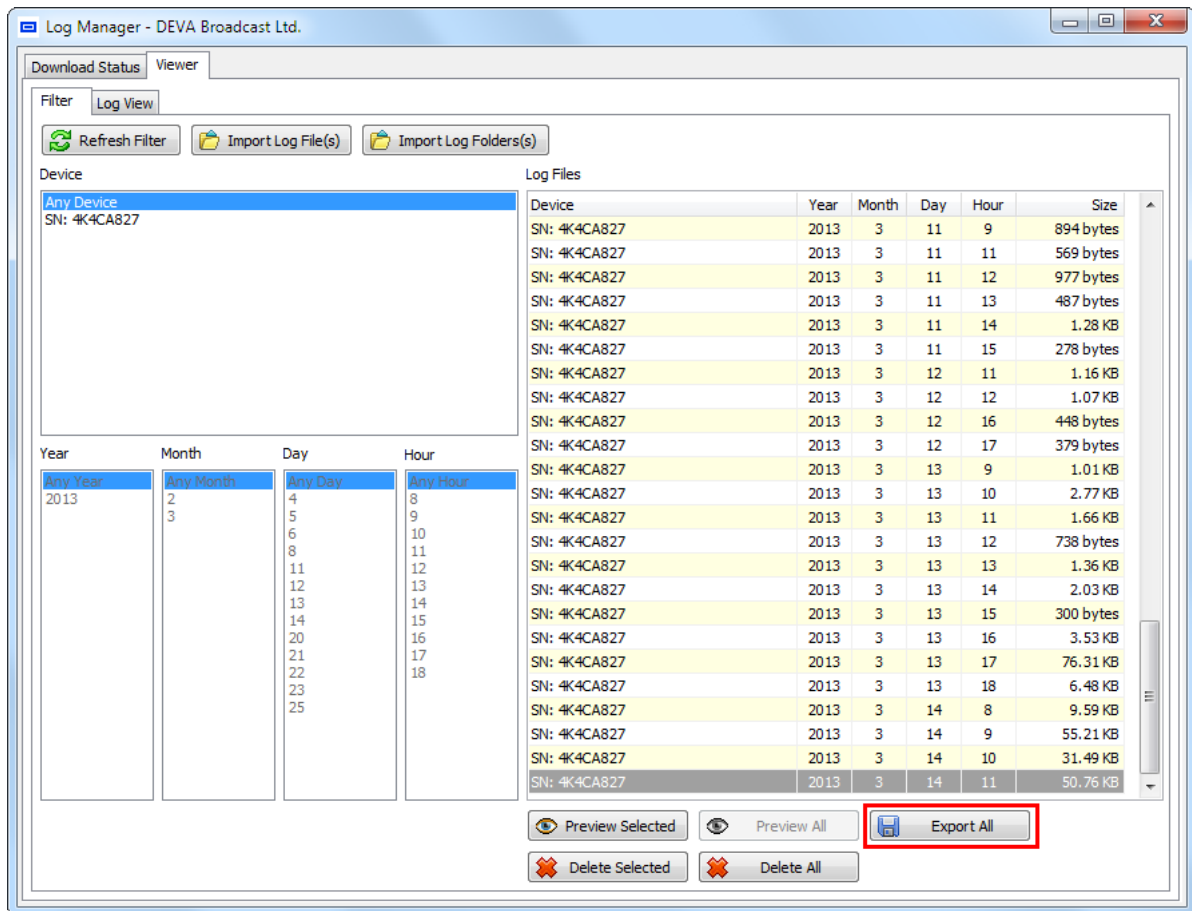 Log Manager - DEVA Broadcast Ltd.
Download Status Viewer
Filter Log View
Refresh Filter Import Log File(s) Import Log Folders(s)
Device
Any Device
SN: 4K4CA827
Year Month Day Hour
Any Year
2013
Any Month
2
3
Any Day
4
5
6
8
11
12
13
14
20
21
22
23
25
Any Hour
8
9
10
11
12
13
14
15
16
17
18
Log Files
Device Year Month Day Hour Size
SN: 4K4CA827 2013 3 11 9 894 bytes
SN: 4K4CA827 2013 3 11 11 569 bytes
SN: 4K4CA827 2013 3 11 12 977 bytes
SN: 4K4CA827 2013 3 11 13 487 bytes
SN: 4K4CA827 2013 3 11 14 1.28 KB
SN: 4K4CA827 2013 3 11 15 278 bytes
SN: 4K4CA827 2013 3 12 11 1.16 KB
SN: 4K4CA827 2013 3 12 12 1.07 KB
SN: 4K4CA827 2013 3 12 16 448 bytes
SN: 4K4CA827 2013 3 12 17 379 bytes
SN: 4K4CA827 2013 3 13 9 1.01 KB
SN: 4K4CA827 2013 3 13 10 2.77 KB
SN: 4K4CA827 2013 3 13 11 1.66 KB
SN: 4K4CA827 2013 3 13 12 738 bytes
SN: 4K4CA827 2013 3 13 13 1.36 KB
SN: 4K4CA827 2013 3 13 14 2.03 KB
SN: 4K4CA827 2013 3 13 15 300 bytes
SN: 4K4CA827 2013 3 13 16 3.53 KB
SN: 4K4CA827 2013 3 13 17 76.31 KB
SN: 4K4CA827 2013 3 13 18 6.48 KB
SN: 4K4CA827 2013 3 14 8 9.59 KB
SN: 4K4CA827 2013 3 14 9 55.21 KB
SN: 4K4CA827 2013 3 14 10 31.49 KB
SN: 4K4CA827 2013 3 14 11 50.76 KB
Preview Selected Preview All Export All
Delete Selected Delete All